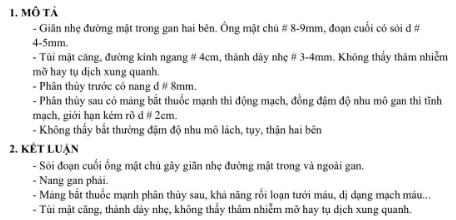 1. MÔ TẢ
- Giãn nhẹ đường mật trong gan hai bên. Ống mật chủ # 8-9mm, đoạn cuối có sỏi d #
4-5mm.
- Túi mật căng, đường kính ngang # 4cm, thành dày nhẹ # 3-4mm. Không thấy thâm nhiễm
mỡ hay tụ dịch xung quanh.
- Phân thùy trước có nang d # 8mm.
- Phân thùy sau có mảng bắt thuốc mạnh thì động mạch, đồng đậm độ nhu mô gan thì tĩnh
mạch, giới hạn kém rõ d # 2cm.
- Không thấy bất thường đậm độ nhu mô lách, tụy, thận hai bên
2. KẾT LUẬN
- Sỏi đoạn cuối ống mật chủ gây giãn nhẹ đường mật trong và ngoài gan.
- Nang gan phải.
- Mảng bắt thuốc mạnh phân thùy sau, khả năng rối loạn tưới máu, dị dạng mạch máu...
- Túi mật căng, thành dày nhẹ, không thấy thâm nhiễm mỡ hay tụ dịch xung quanh.